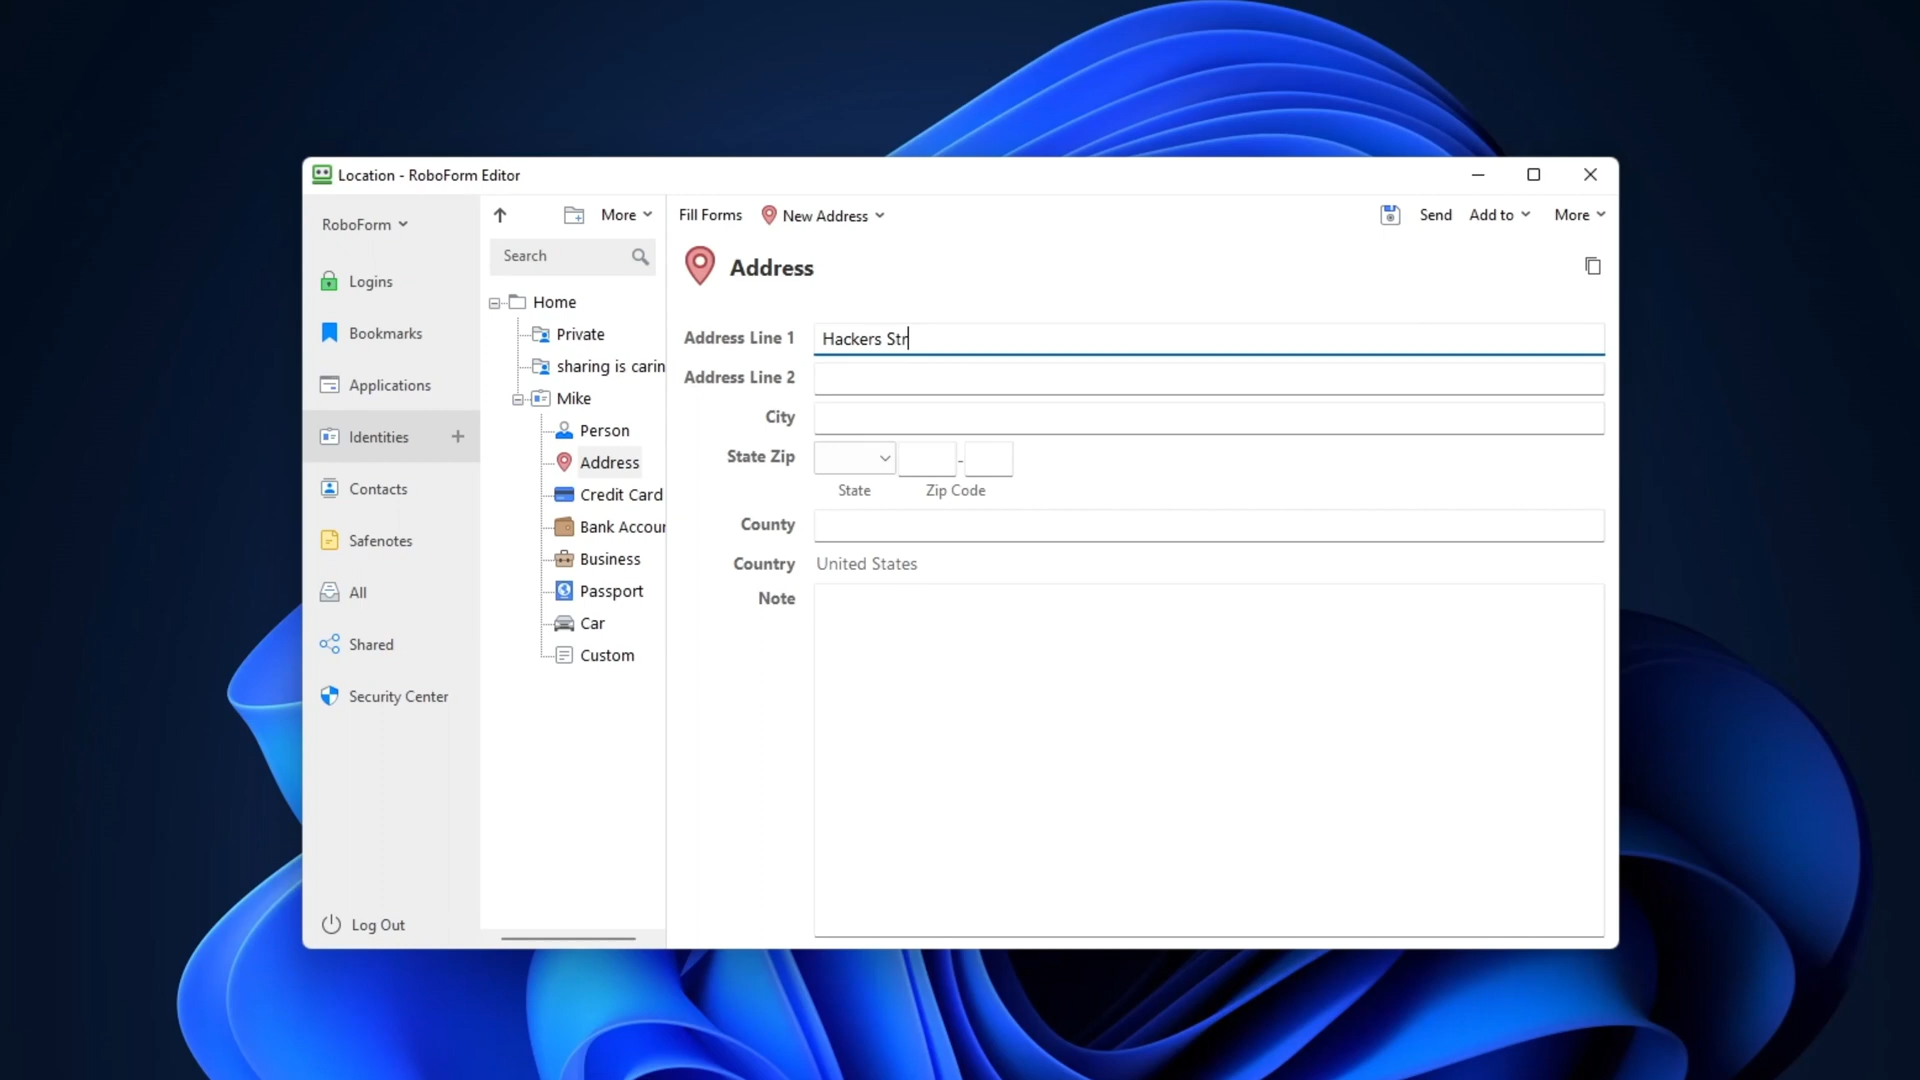 Location - RoboForm Editor
RoboForm
Logins
Bookmarks
Applications
Identities
Contacts
Safenotes
All
Shared
Security Center
Log Out
More
Search
Home
Private
sharing is carin
Mike
Person
Address
Credit Card
Bank Accour
Business
Passport
Car
Custom
Fill Forms New Address Send Add to More
Address
Address Line 1 Hackers Str
Address Line 2
City
State Zip -
State Zip Code
County
Country United States
Note